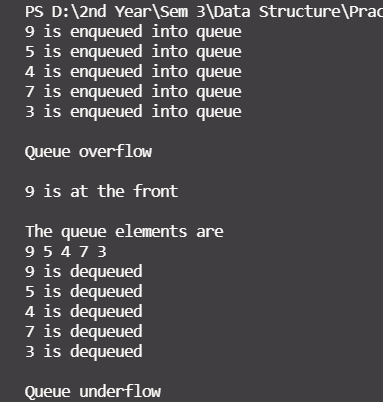 PS D:\2nd Year\Sem 3\Data Structure\Prac
9 is enqueued into queue
5 is enqueued into queue
4 is enqueued into queue
7 is enqueued into queue
3 is enqueued into queue
Queue overflow
9 is at the front
The queue elements are
9 5 4 7 3
9 is dequeued
5 is dequeued
4 is dequeued
7 is dequeued
3 is dequeued
Queue underflow